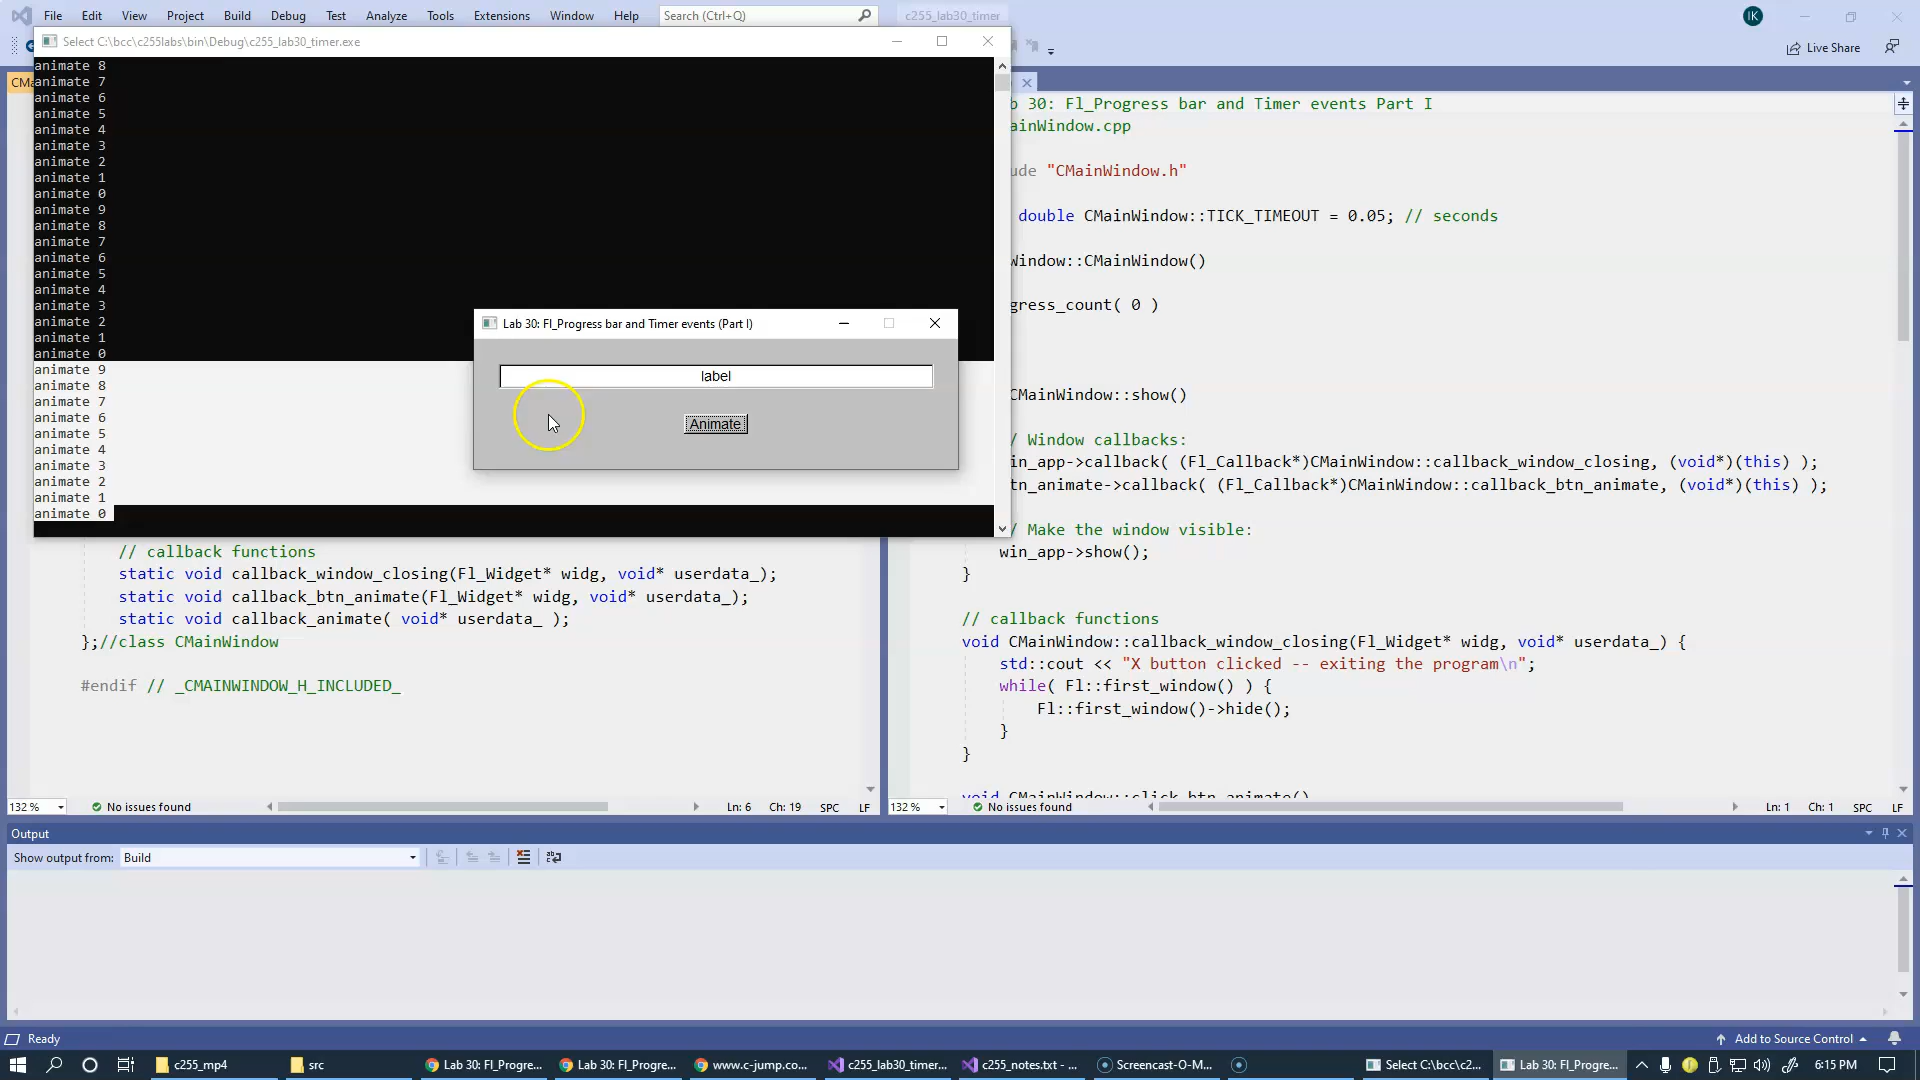 File Edit View Project Build Debug Test Analyze Tools Extensions Window Help Search (Ctrl+Q) c255_lab30_timer IK
Live Share
Select C:\bcc\c255labs\bin\Debug\c255_lab30_timer.exe
animate 8
animate 7
animate 6
animate 5
animate 4
animate 3
animate 2
animate 1
animate 0
animate 9
animate 8
animate 7
animate 6
animate 5
animate 4
animate 3
animate 2
animate 1
animate 0
animate 9
animate 8
animate 7
animate 6
animate 5
animate 4
animate 3
animate 2
animate 1
animate 0
Lab 30: Fl_Progress bar and Timer events (Part I)
label
Animate
CMa
// callback functions
static void callback_window_closing(Fl_Widget* widg, void* userdata_);
static void callback_btn_animate(Fl_Widget* widg, void* userdata_);
static void callback_animate( void* userdata_ );
};//class CMainWindow
#endif // _CMAINWINDOW_H_INCLUDED_
132 % No issues found Ln: 6 Ch: 19 SPC LF
b 30: Fl_Progress bar and Timer events Part I
ainWindow.cpp
ude "CMainWindow.h"
double CMainWindow::TICK_TIMEOUT = 0.05; // seconds
Window::CMainWindow()
gress_count( 0 )
CMainWindow::show()
/ Window callbacks:
in_app->callback( (Fl_Callback*)CMainWindow::callback_window_closing, (void*)(this) );
tn_animate->callback( (Fl_Callback*)CMainWindow::callback_btn_animate, (void*)(this) );
/ Make the window visible:
win_app->show();
}
// callback functions
void CMainWindow::callback_window_closing(Fl_Widget* widg, void* userdata_) {
std::cout << "X button clicked -- exiting the program\n";
while( Fl::first_window() ) {
Fl::first_window()->hide();
}
}
void CMainWindow::click_btn_animate()
132 % No issues found Ln: 1 Ch: 1 SPC LF
Output
Show output from: Build
Ready Add to Source Control
c255_mp4 src Lab 30: Fl_Progre... Lab 30: Fl_Progre... www.c-jump.co... c255_lab30_timer... c255_notes.txt - ... Screencast-O-M... Select C:\bcc\c2... Lab 30: Fl_Progre... 6:15 PM